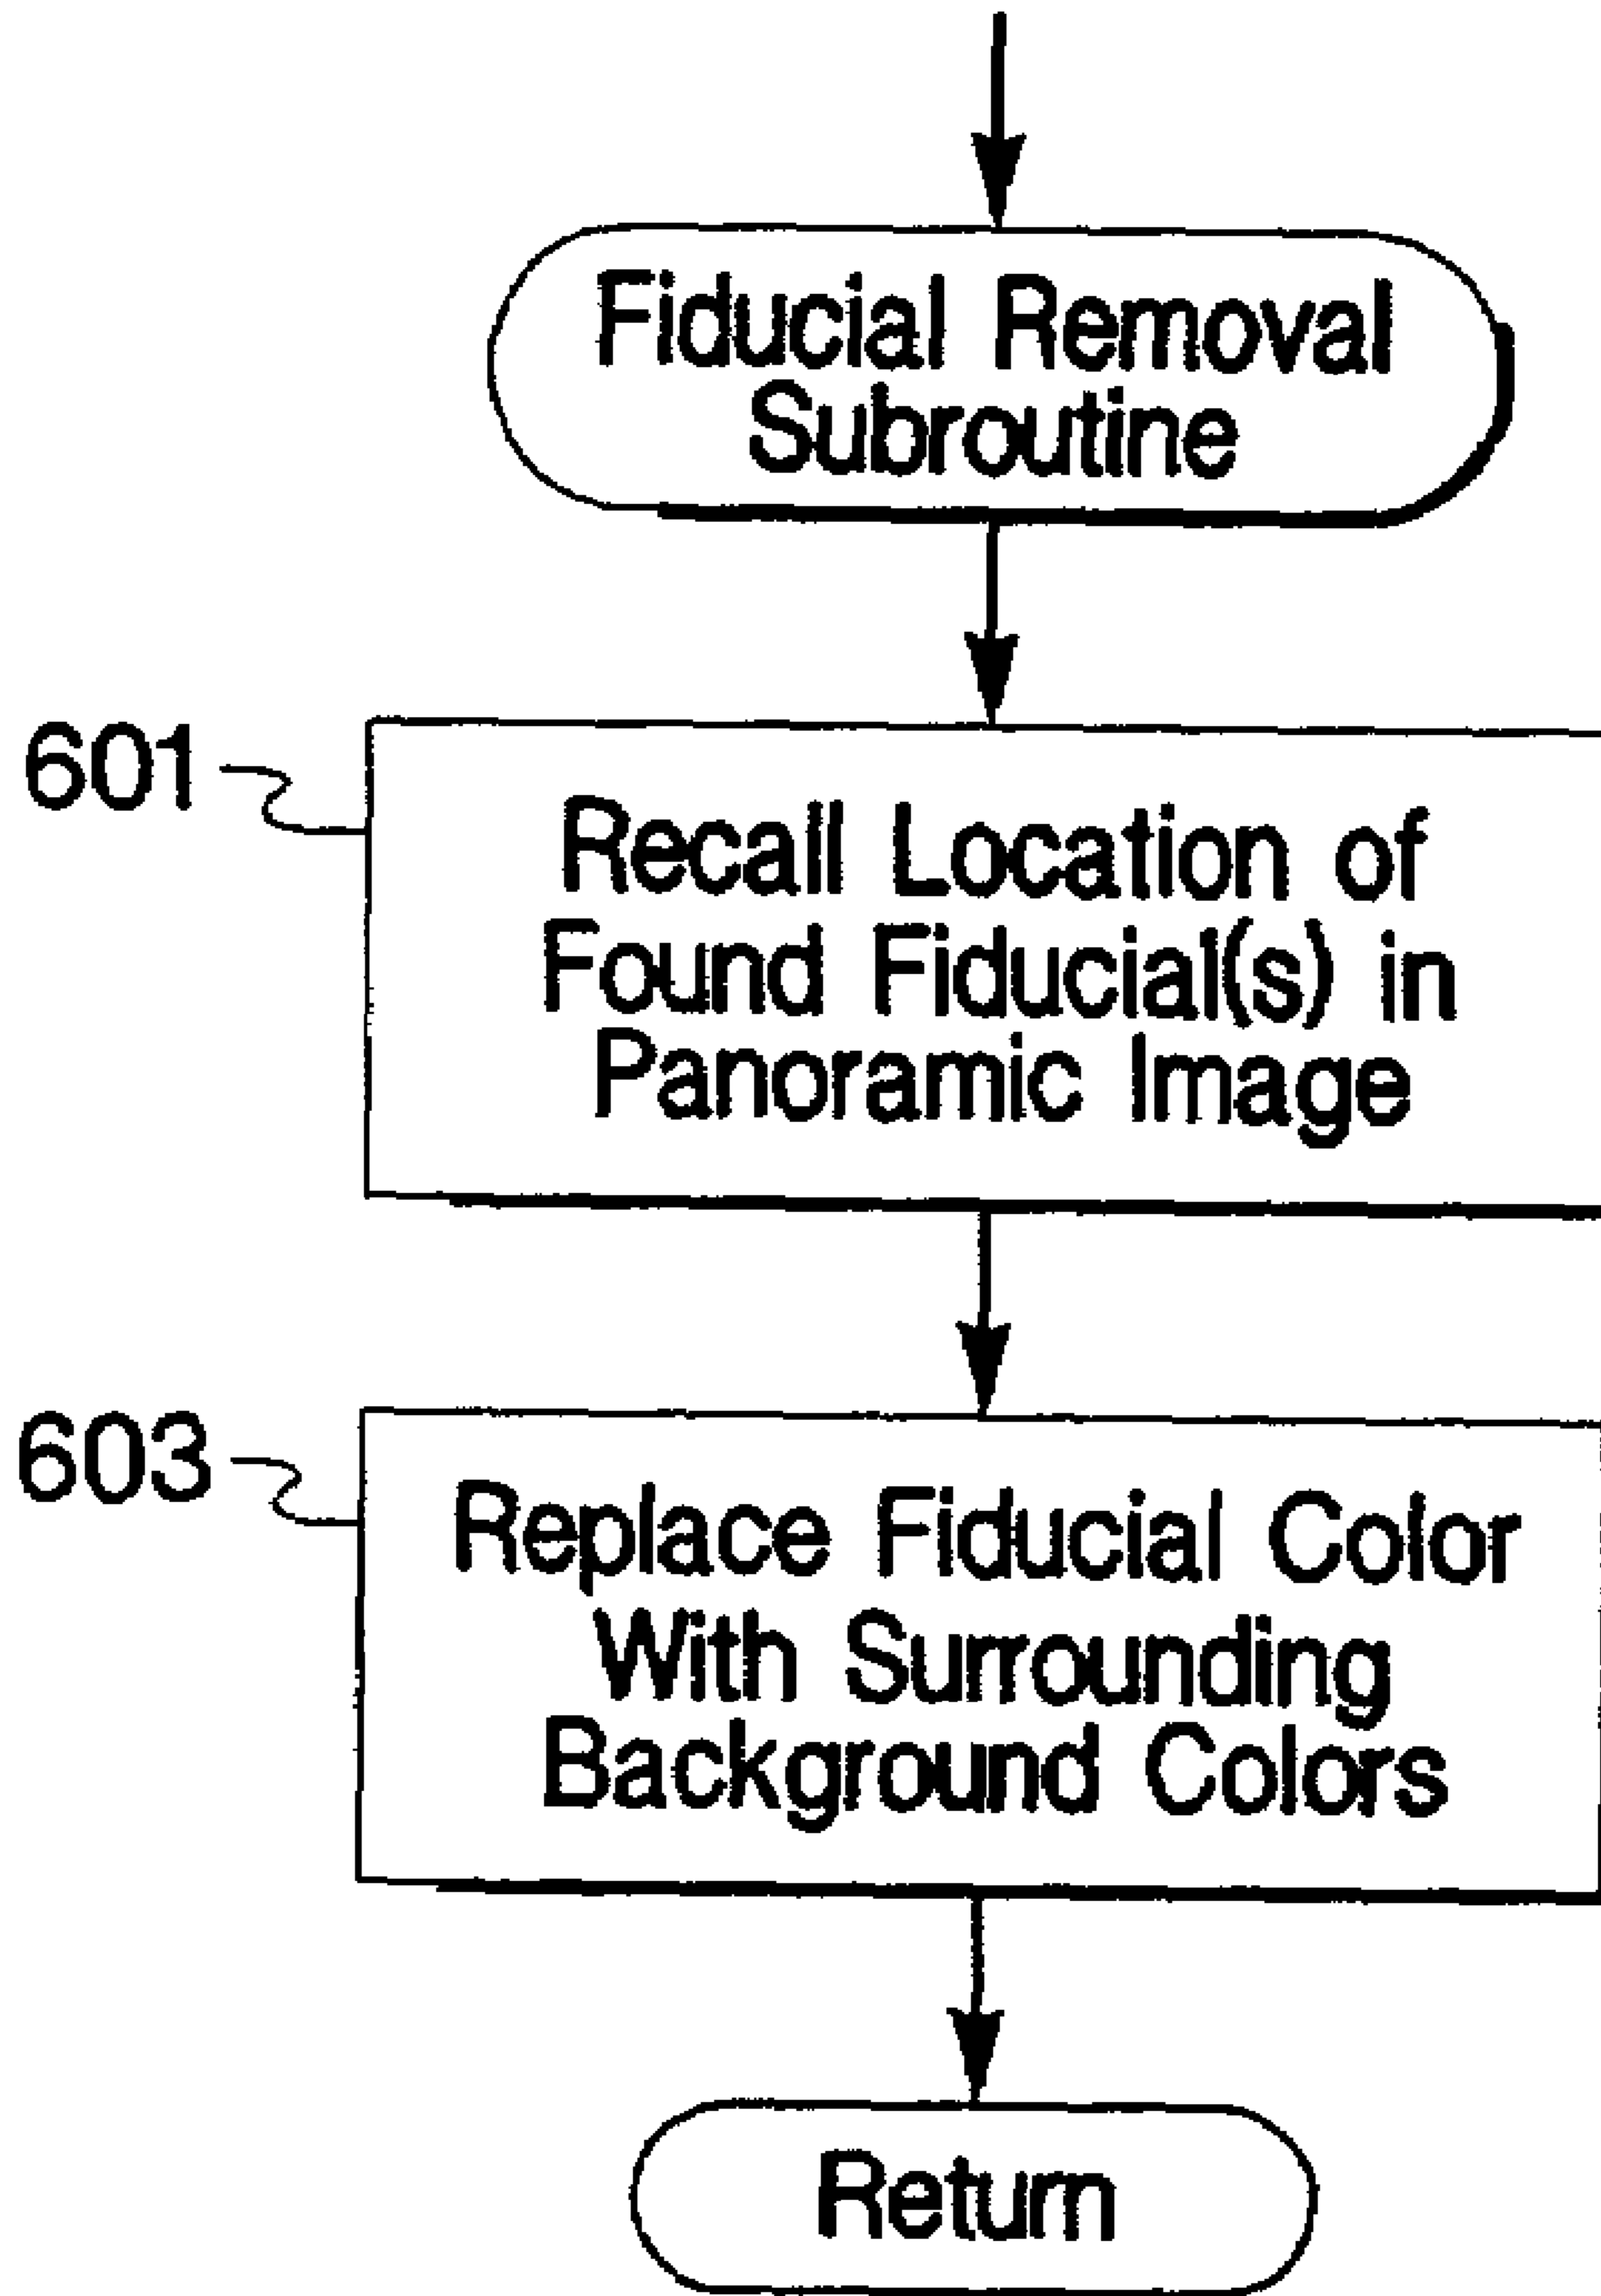 Fiducial Removal
Subroutine
601
Recall Location of
Found Fiducial(s) in
Panoramic Image
603
Replace Fiducial Color
With Surrounding
Background Colors
Return